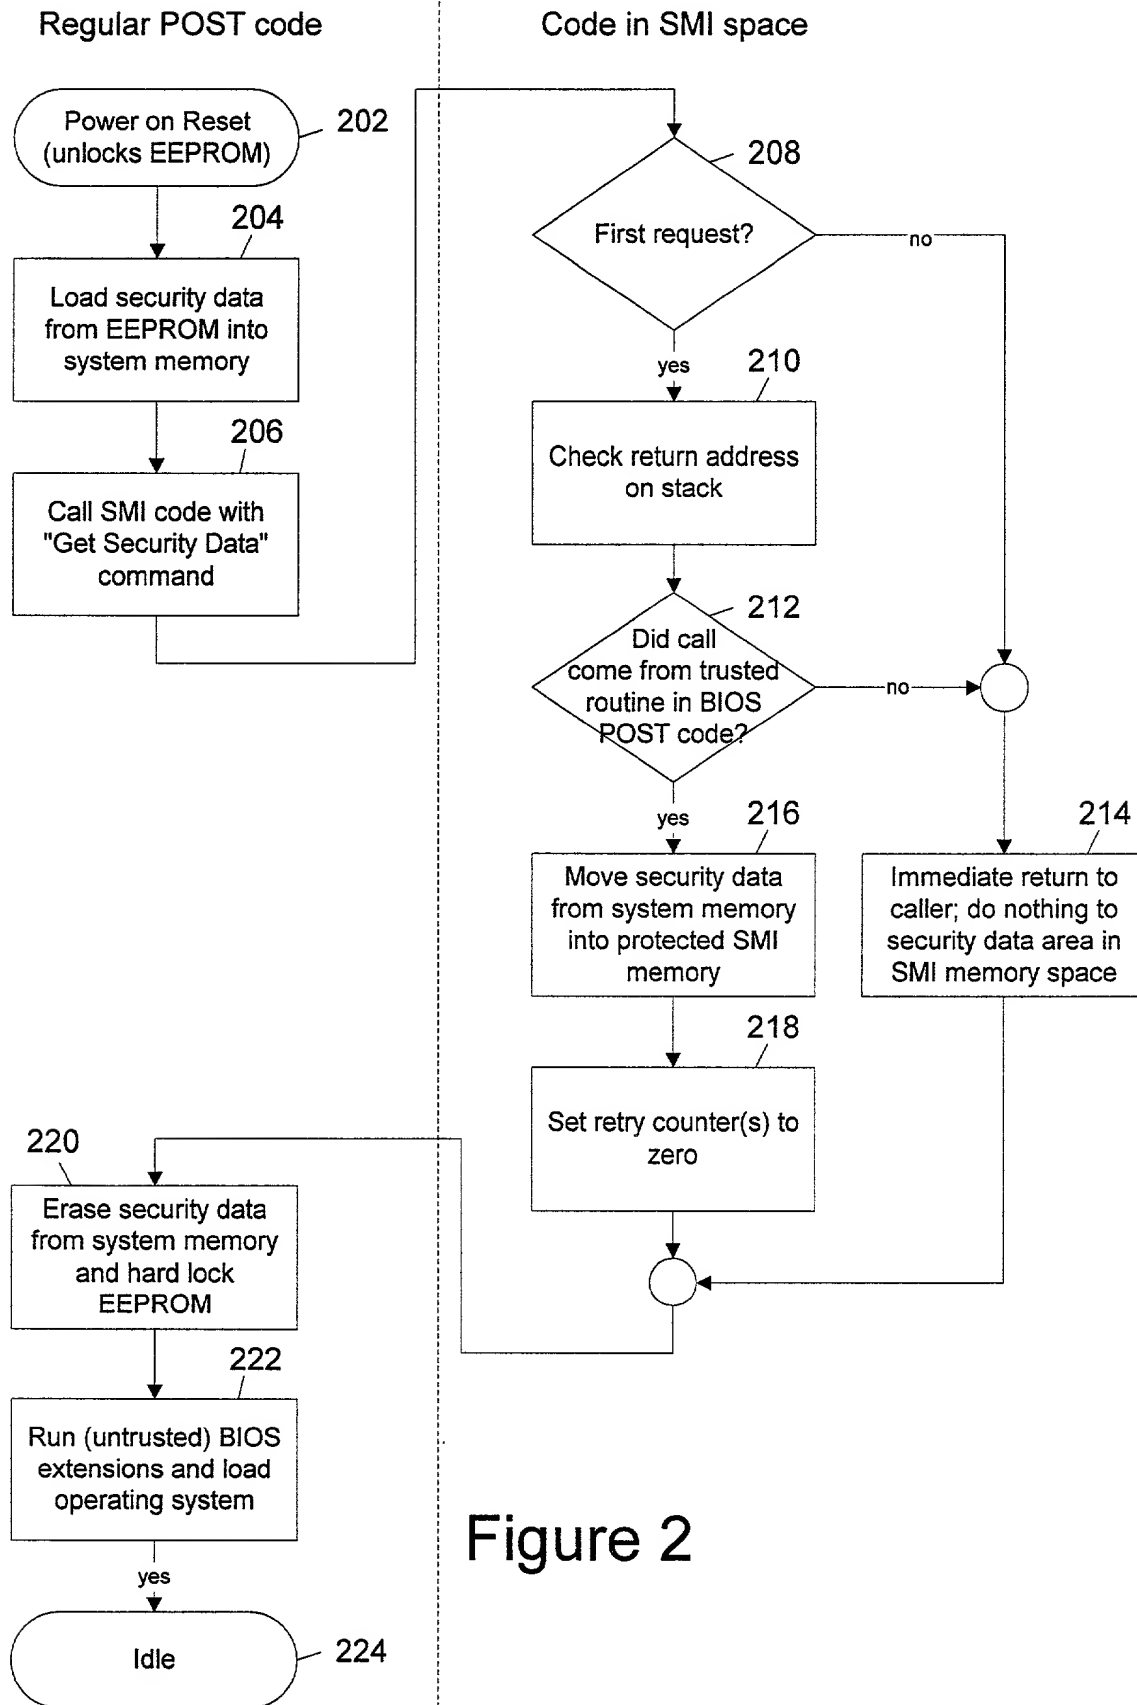 Regular POST code
Code in SMI space
Power on Reset
(unlocks EEPROM)
202
204
Load security data
from EEPROM into
system memory
206
Call SMI code with
"Get Security Data"
command
208
First request?
no
yes
210
Check return address
on stack
212
Did call
come from trusted
routine in BIOS
POST code?
no
yes
216
Move security data
from system memory
into protected SMI
memory
214
Immediate return to
caller; do nothing to
security data area in
SMI memory space
218
Set retry counter(s) to
zero
220
Erase security data
from system memory
and hard lock
EEPROM
222
Run (untrusted) BIOS
extensions and load
operating system
yes
Idle
224
Figure 2